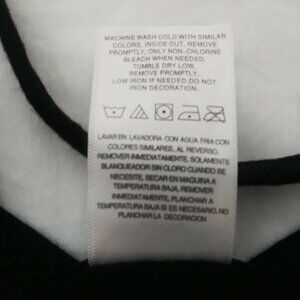 MACHINE WASH COLD WITH SIMILAR
COLORS, INSIDE OUT, REMOVE
PROMPTLY, ONLY NON-CHLORINE
BLEACH WHEN NEEDED,
TUMBLE DRY LOW,
REMOVE PROMPTLY,
LOW IRON IF NEEDED.DO NOT
IRON DECORATION.
LAVAR EN LAVADORA CON AGUA FRIA CON
COLORES SIMILARES, AL REVERSO.
REMOVER INMEDIATAMENTE, SOLAMENTE
BLANQUEADOR SIN CLORO CUANDO SE
NECESITE, SECAR EN MAQUINA A
TEMPERATURA BAJA, REMOVER
INMEDIATAMENTE, PLANCHAR A
TEMPERATURA BAJA SI ES NECESARIO. NO
PLANCHAR LA DECORACION